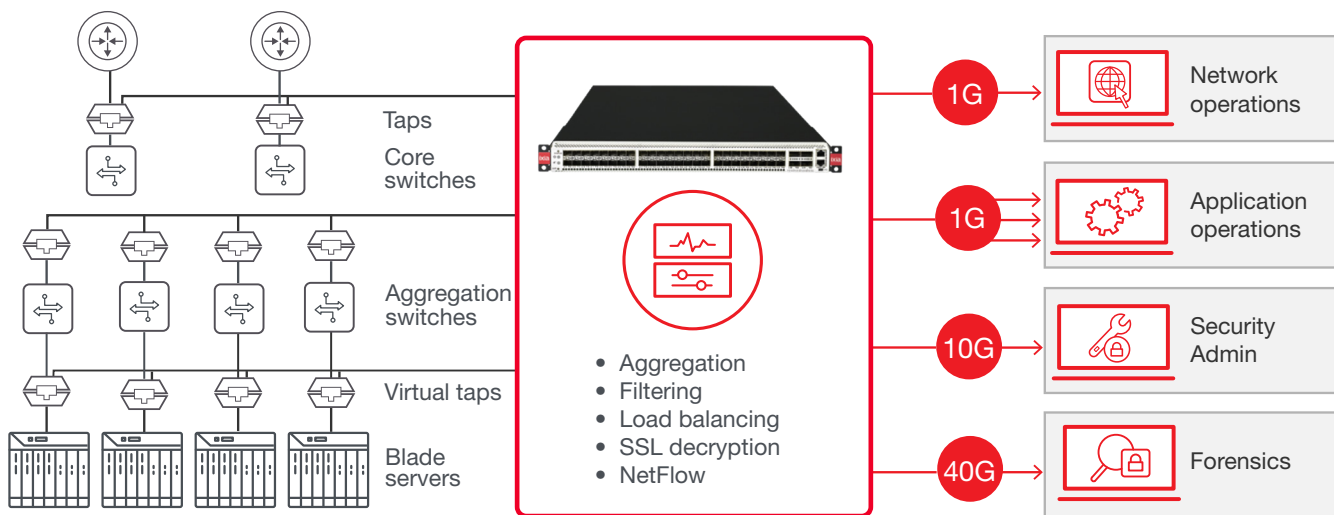 Taps
Core
switches
Aggregation
switches
Virtual taps
Blade
servers
• Aggregation
• Filtering
• Load balancing
• SSL decryption
• NetFlow
1G
Network
operations
1G
Application
operations
10G
Security
Admin
40G
Forensics